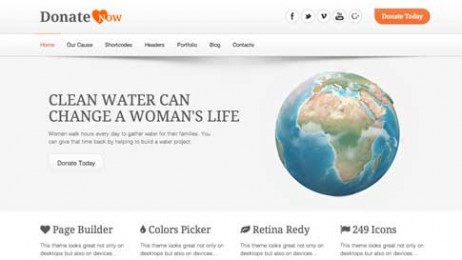 Donate Now
Donate Today
Home Our Cause Shortcodes Headers Portfolio Blog Contacts
CLEAN WATER CAN
CHANGE A WOMAN'S LIFE
Women walk hours every day to gather water for their families. You
can give that time back by helping to build a water project
Donate Today
Page Builder
This theme looks great not only on
desktops but also on devices...
Colors Picker
This theme looks great not only on
desktops but also on devices...
Retina Redy
This theme looks great not only on
desktops but also on devices...
249 Icons
This theme looks great not only on
desktops but also on devices...